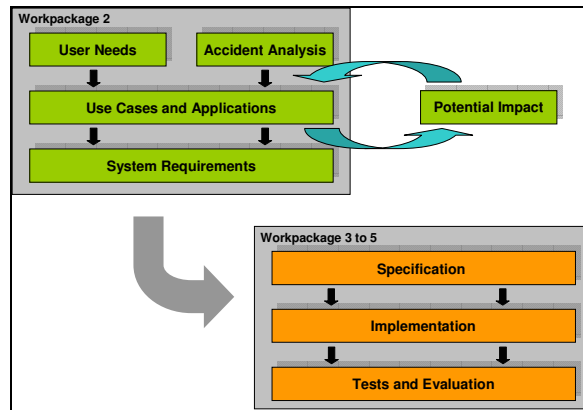 Workpackage 2
User Needs
Accident Analysis
Use Cases and Applications
Potential Impact
System Requirements
Workpackage 3 to 5
Specification
Implementation
Tests and Evaluation